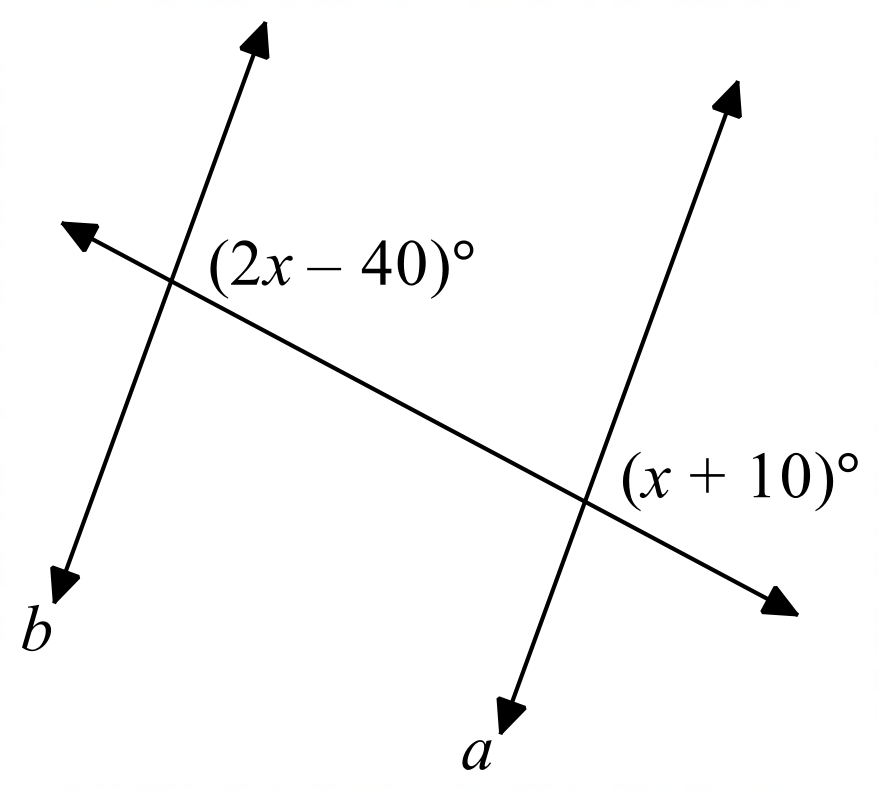 (2x – 40)°
(x + 10)°
b
a